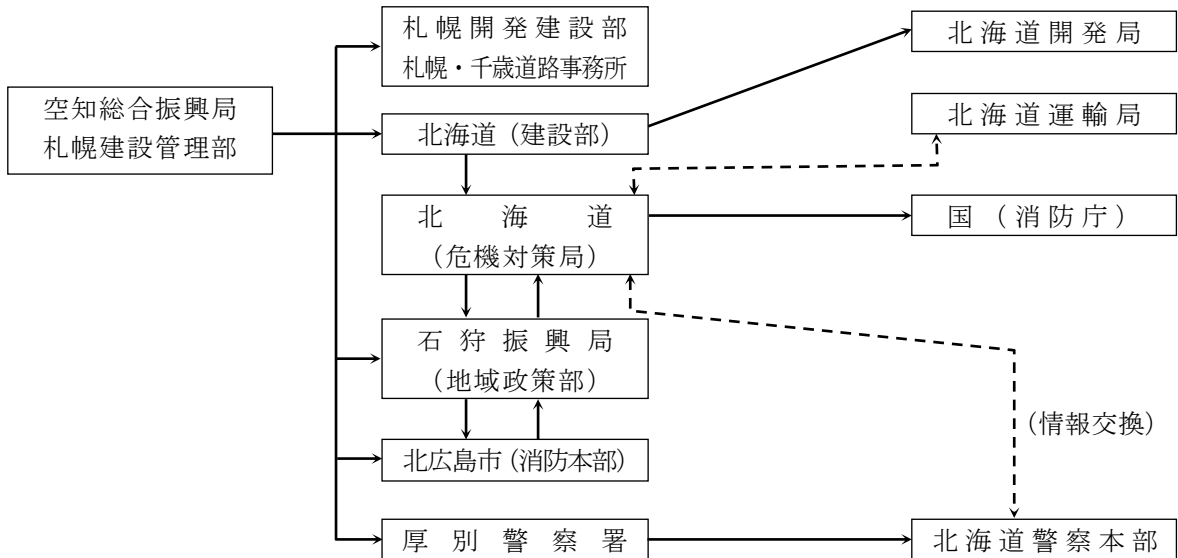 空知総合振興局
札幌建設管理部
札幌開発建設部
札幌・千歳道路事務所
北海道（建設部）
北海道
（危機対策局）
石狩振興局
（地域政策部）
北広島市（消防本部）
厚別警察署
北海道開発局
北海道運輸局
国（消防庁）
（情報交換）
北海道警察本部